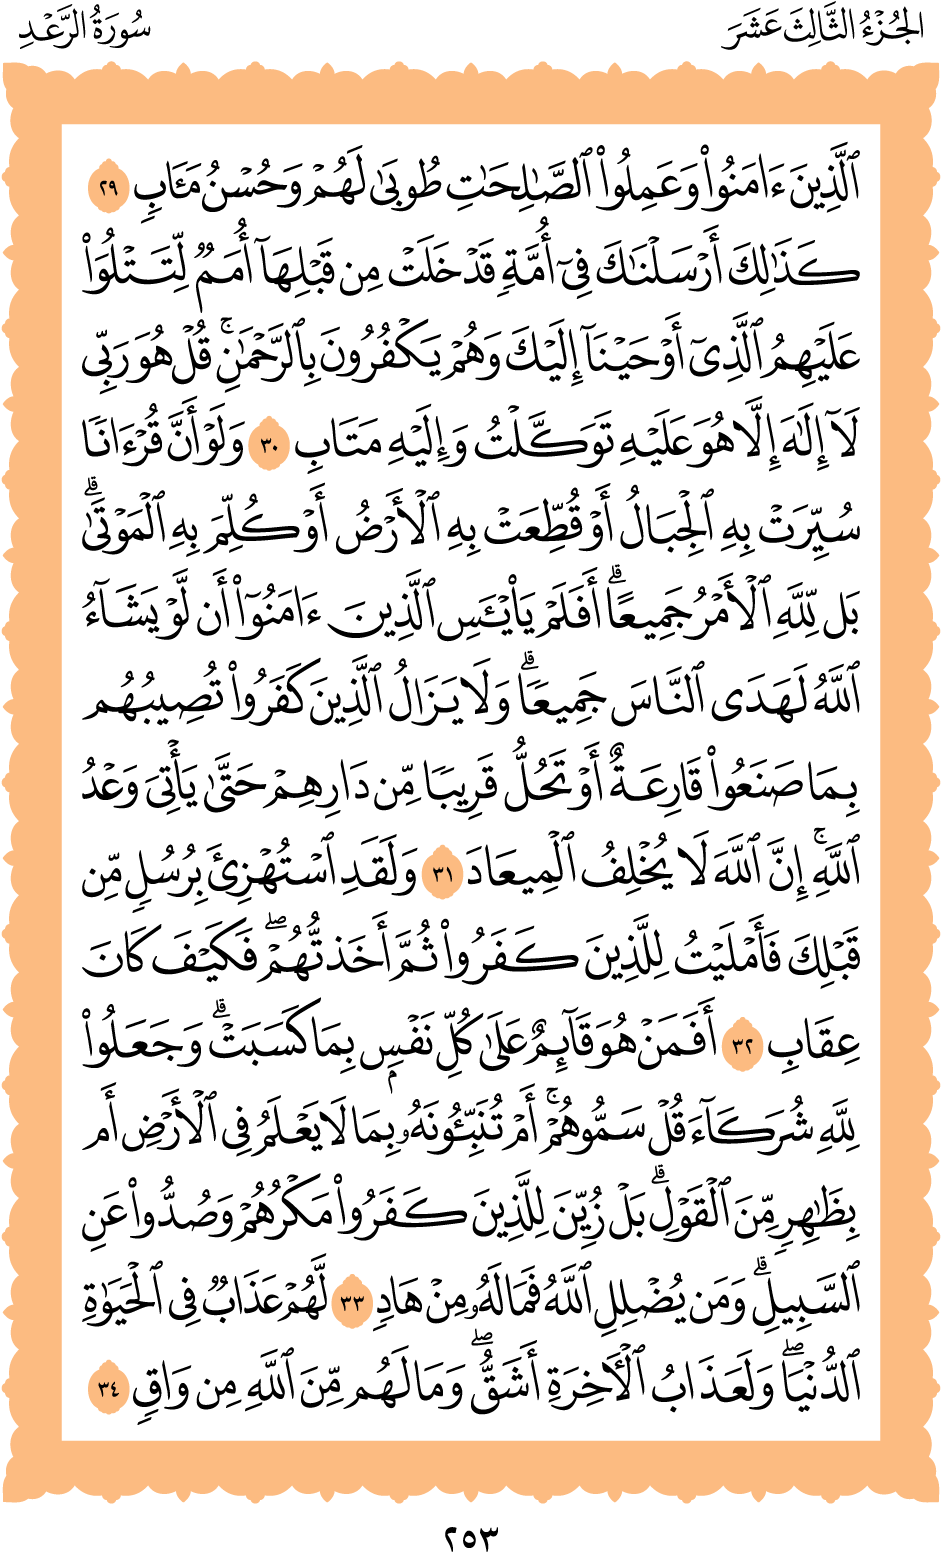 الجُزْءُ الثَّالِثَ عَشَرَ
سُورَةُ الرَّعْدِ
ٱلَّذِينَ ءَامَنُوا۟ وَعَمِلُوا۟ ٱلصَّـٰلِحَـٰتِ طُوبَىٰ لَهُمْ وَحُسْنُ مَـَٔابٍ ٢٩
كَذَٰلِكَ أَرْسَلْنَـٰكَ فِىٓ أُمَّةٍ قَدْ خَلَتْ مِن قَبْلِهَآ أُمَمٌ لِّتَتْلُوَا۟
عَلَيْهِمُ ٱلَّذِىٓ أَوْحَيْنَآ إِلَيْكَ وَهُمْ يَكْفُرُونَ بِٱلرَّحْمَـٰنِ ۚ قُلْ هُوَ رَبِّى
لَآ إِلَـٰهَ إِلَّا هُوَ عَلَيْهِ تَوَكَّلْتُ وَإِلَيْهِ مَتَابِ ٣٠ وَلَوْ أَنَّ قُرْءَانًا
سُيِّرَتْ بِهِ ٱلْجِبَالُ أَوْ قُطِّعَتْ بِهِ ٱلْأَرْضُ أَوْ كُلِّمَ بِهِ ٱلْمَوْتَىٰ ۗ
بَل لِّلَّهِ ٱلْأَمْرُ جَمِيعًا ۗ أَفَلَمْ يَا۟يْـَٔسِ ٱلَّذِينَ ءَامَنُوٓا۟ أَن لَّوْ يَشَآءُ
ٱللَّهُ لَهَدَى ٱلنَّاسَ جَمِيعًا ۗ وَلَا يَزَالُ ٱلَّذِينَ كَفَرُوا۟ تُصِيبُهُم
بِمَا صَنَعُوا۟ قَارِعَةٌ أَوْ تَحُلُّ قَرِيبًا مِّن دَارِهِمْ حَتَّىٰ يَأْتِىَ وَعْدُ
ٱللَّهِ ۚ إِنَّ ٱللَّهَ لَا يُخْلِفُ ٱلْمِيعَادَ ٣١ وَلَقَدِ ٱسْتُهْزِئَ بِرُسُلٍ مِّن
قَبْلِكَ فَأَمْلَيْتُ لِلَّذِينَ كَفَرُوا۟ ثُمَّ أَخَذتُّهُمْ ۖ فَكَيْفَ كَانَ
عِقَابِ ٣٢ أَفَمَنْ هُوَ قَآئِمٌ عَلَىٰ كُلِّ نَفْسٍۭ بِمَا كَسَبَتْ ۗ وَجَعَلُوا۟
لِلَّهِ شُرَكَآءَ قُلْ سَمُّوهُمْ ۚ أَمْ تُنَبِّـُٔونَهُۥ بِمَا لَا يَعْلَمُ فِى ٱلْأَرْضِ أَم
بِظَـٰهِرٍ مِّنَ ٱلْقَوْلِ ۗ بَلْ زُيِّنَ لِلَّذِينَ كَفَرُوا۟ مَكْرُهُمْ وَصُدُّوا۟ عَنِ
ٱلسَّبِيلِ ۗ وَمَن يُضْلِلِ ٱللَّهُ فَمَا لَهُۥ مِنْ هَادٍ ٣٣ لَّهُمْ عَذَابٌ فِى ٱلْحَيَوٰةِ
ٱلدُّنْيَا ۖ وَلَعَذَابُ ٱلْـَٔاخِرَةِ أَشَقُّ ۖ وَمَا لَهُم مِّنَ ٱللَّهِ مِن وَاقٍ ٣٤
٢٥٣